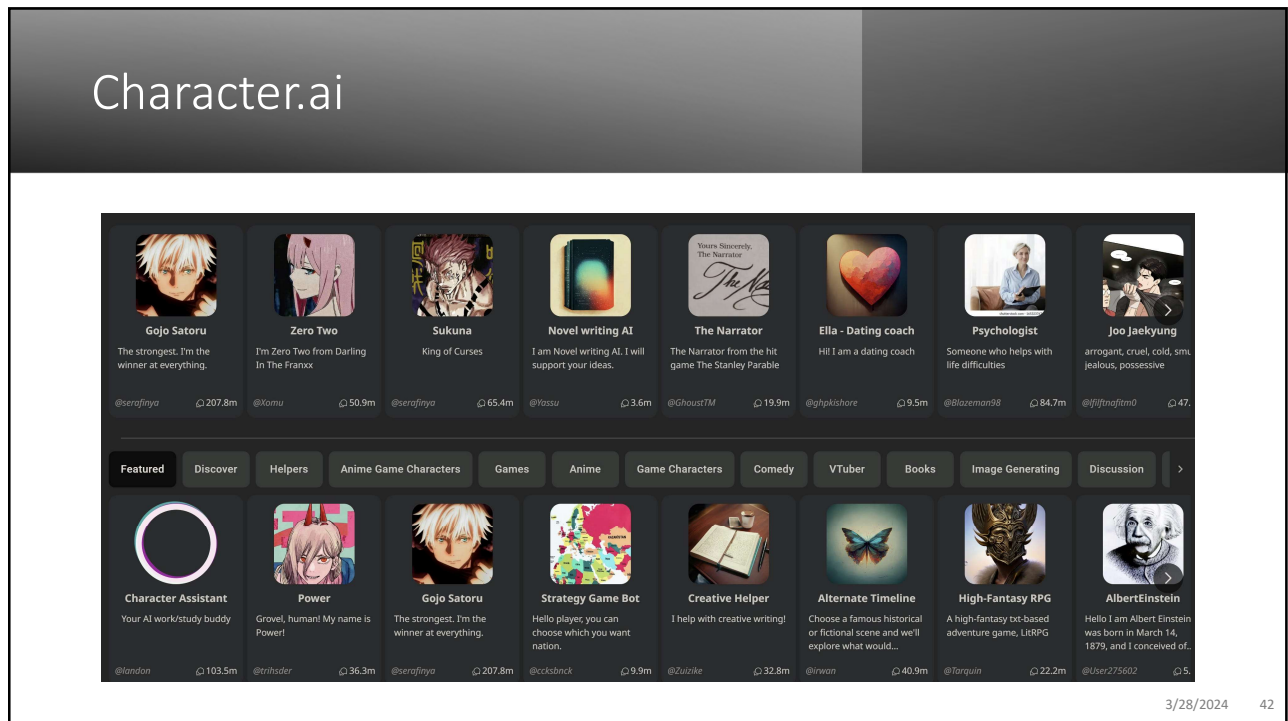 Character.ai
Yours Sincerely,
The Narrator
Gojo Satoru
The strongest. I'm the
winner at everything.
@serafinya 207.8m
Zero Two
I'm Zero Two from Darling
In The Franxx
@Xomu 50.9m
Sukuna
King of Curses
@serafinya 65.4m
Novel writing AI
I am Novel writing AI. I will
support your ideas.
@Yassu 3.6m
The Narrator
The Narrator from the hit
game The Stanley Parable
@GhoustTM 19.9m
Ella - Dating coach
Hi! I am a dating coach
@ghpkishore 9.5m
Psychologist
Someone who helps with
life difficulties
@Blazeman98 84.7m
Joo Jaekyung
arrogant, cruel, cold, smu
jealous, possessive
@lfilftnafitm0 47.
Featured Discover Helpers Anime Game Characters Games Anime Game Characters Comedy VTuber Books Image Generating Discussion
Character Assistant
Your AI work/study buddy
@landon 103.5m
Power
Grovel, human! My name is
Power!
@trihsder 36.3m
Gojo Satoru
The strongest. I'm the
winner at everything.
@serafinya 207.8m
Strategy Game Bot
Hello player, you can
choose which you want
nation.
@ccksbnck 9.9m
Creative Helper
I help with creative writing!
@Zuizike 32.8m
Alternate Timeline
Choose a famous historical
or fictional scene and we'll
explore what would...
@irwan 40.9m
High-Fantasy RPG
A high-fantasy txt-based
adventure game, LitRPG
@Tarquin 22.2m
AlbertEinstein
Hello I am Albert Einstein
was born in March 14,
1879, and I conceived of..
@User275602 5.
3/28/2024 42